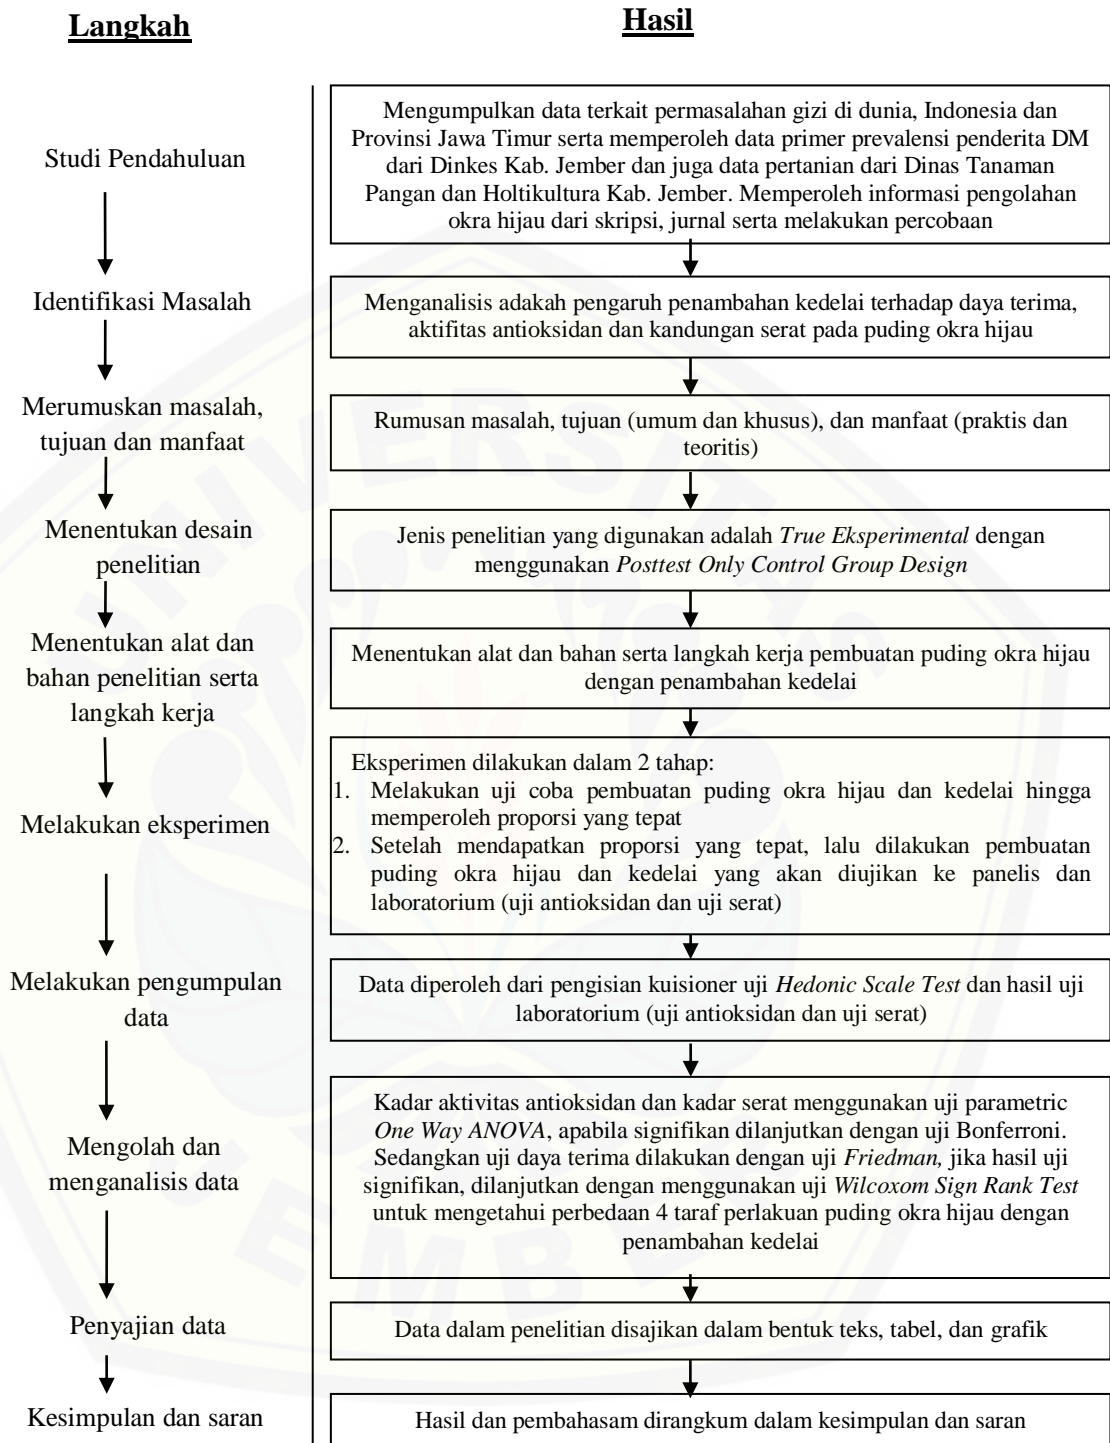 Langkah
Hasil
Studi Pendahuluan
Mengumpulkan data terkait permasalahan gizi di dunia, Indonesia dan
Provinsi Jawa Timur serta memperoleh data primer prevalensi penderita DM
dari Dinkes Kab. Jember dan juga data pertanian dari Dinas Tanaman
Pangan dan Holtikultura Kab. Jember. Memperoleh informasi pengolahan
okra hijau dari skripsi, jurnal serta melakukan percobaan
Identifikasi Masalah
Menganalisis adakah pengaruh penambahan kedelai terhadap daya terima,
aktifitas antioksidan dan kandungan serat pada puding okra hijau
Merumuskan masalah,
tujuan dan manfaat
Rumusan masalah, tujuan (umum dan khusus), dan manfaat (praktis dan
teoritis)
Menentukan desain
penelitian
Jenis penelitian yang digunakan adalah True Eksperimental dengan
menggunakan Posttest Only Control Group Design
Menentukan alat dan
bahan penelitian serta
langkah kerja
Menentukan alat dan bahan serta langkah kerja pembuatan puding okra hijau
dengan penambahan kedelai
Melakukan eksperimen
Eksperimen dilakukan dalam 2 tahap:
1. Melakukan uji coba pembuatan puding okra hijau dan kedelai hingga
memperoleh proporsi yang tepat
2. Setelah mendapatkan proporsi yang tepat, lalu dilakukan pembuatan
puding okra hijau dan kedelai yang akan diujikan ke panelis dan
laboratorium (uji antioksidan dan uji serat)
Melakukan pengumpulan
data
Data diperoleh dari pengisian kuisioner uji Hedonic Scale Test dan hasil uji
laboratorium (uji antioksidan dan uji serat)
Mengolah dan
menganalisis data
Kadar aktivitas antioksidan dan kadar serat menggunakan uji parametric
One Way ANOVA, apabila signifikan dilanjutkan dengan uji Bonferroni.
Sedangkan uji daya terima dilakukan dengan uji Friedman, jika hasil uji
signifikan, dilanjutkan dengan menggunakan uji Wilcoxom Sign Rank Test
untuk mengetahui perbedaan 4 taraf perlakuan puding okra hijau dengan
penambahan kedelai
Penyajian data
Data dalam penelitian disajikan dalam bentuk teks, tabel, dan grafik
Kesimpulan dan saran
Hasil dan pembahasam dirangkum dalam kesimpulan dan saran
UNIVERSITAS
JEMBER